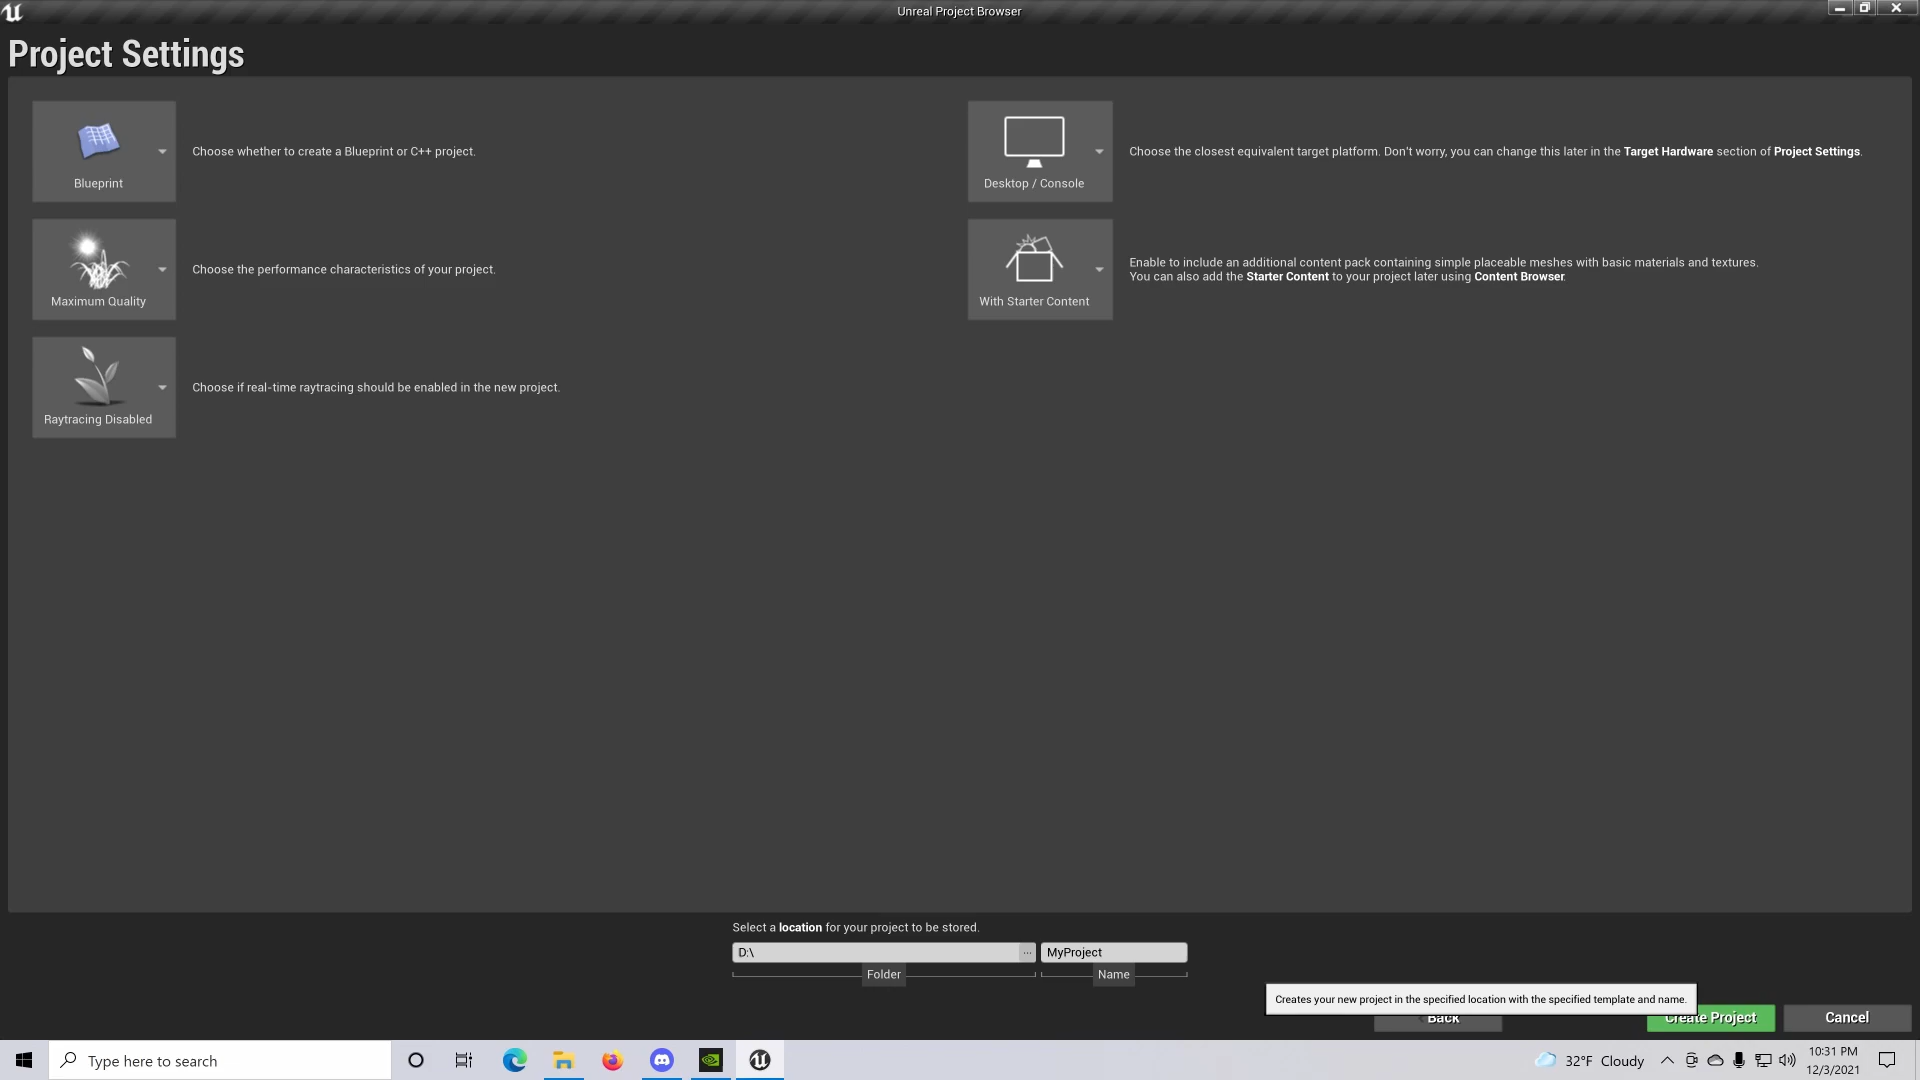 Unreal Project Browser
Project Settings
Blueprint
Choose whether to create a Blueprint or C++ project.
Desktop / Console
Choose the closest equivalent target platform. Don't worry, you can change this later in the Target Hardware section of Project Settings.
Maximum Quality
Choose the performance characteristics of your project.
With Starter Content
Enable to include an additional content pack containing simple placeable meshes with basic materials and textures.
You can also add the Starter Content to your project later using Content Browser.
Raytracing Disabled
Choose if real-time raytracing should be enabled in the new project.
Select a location for your project to be stored.
D:\
...
MyProject
Folder
Name
Creates your new project in the specified location with the specified template and name.
Back
Create Project
Cancel
Type here to search
32°F Cloudy
10:31 PM
12/3/2021